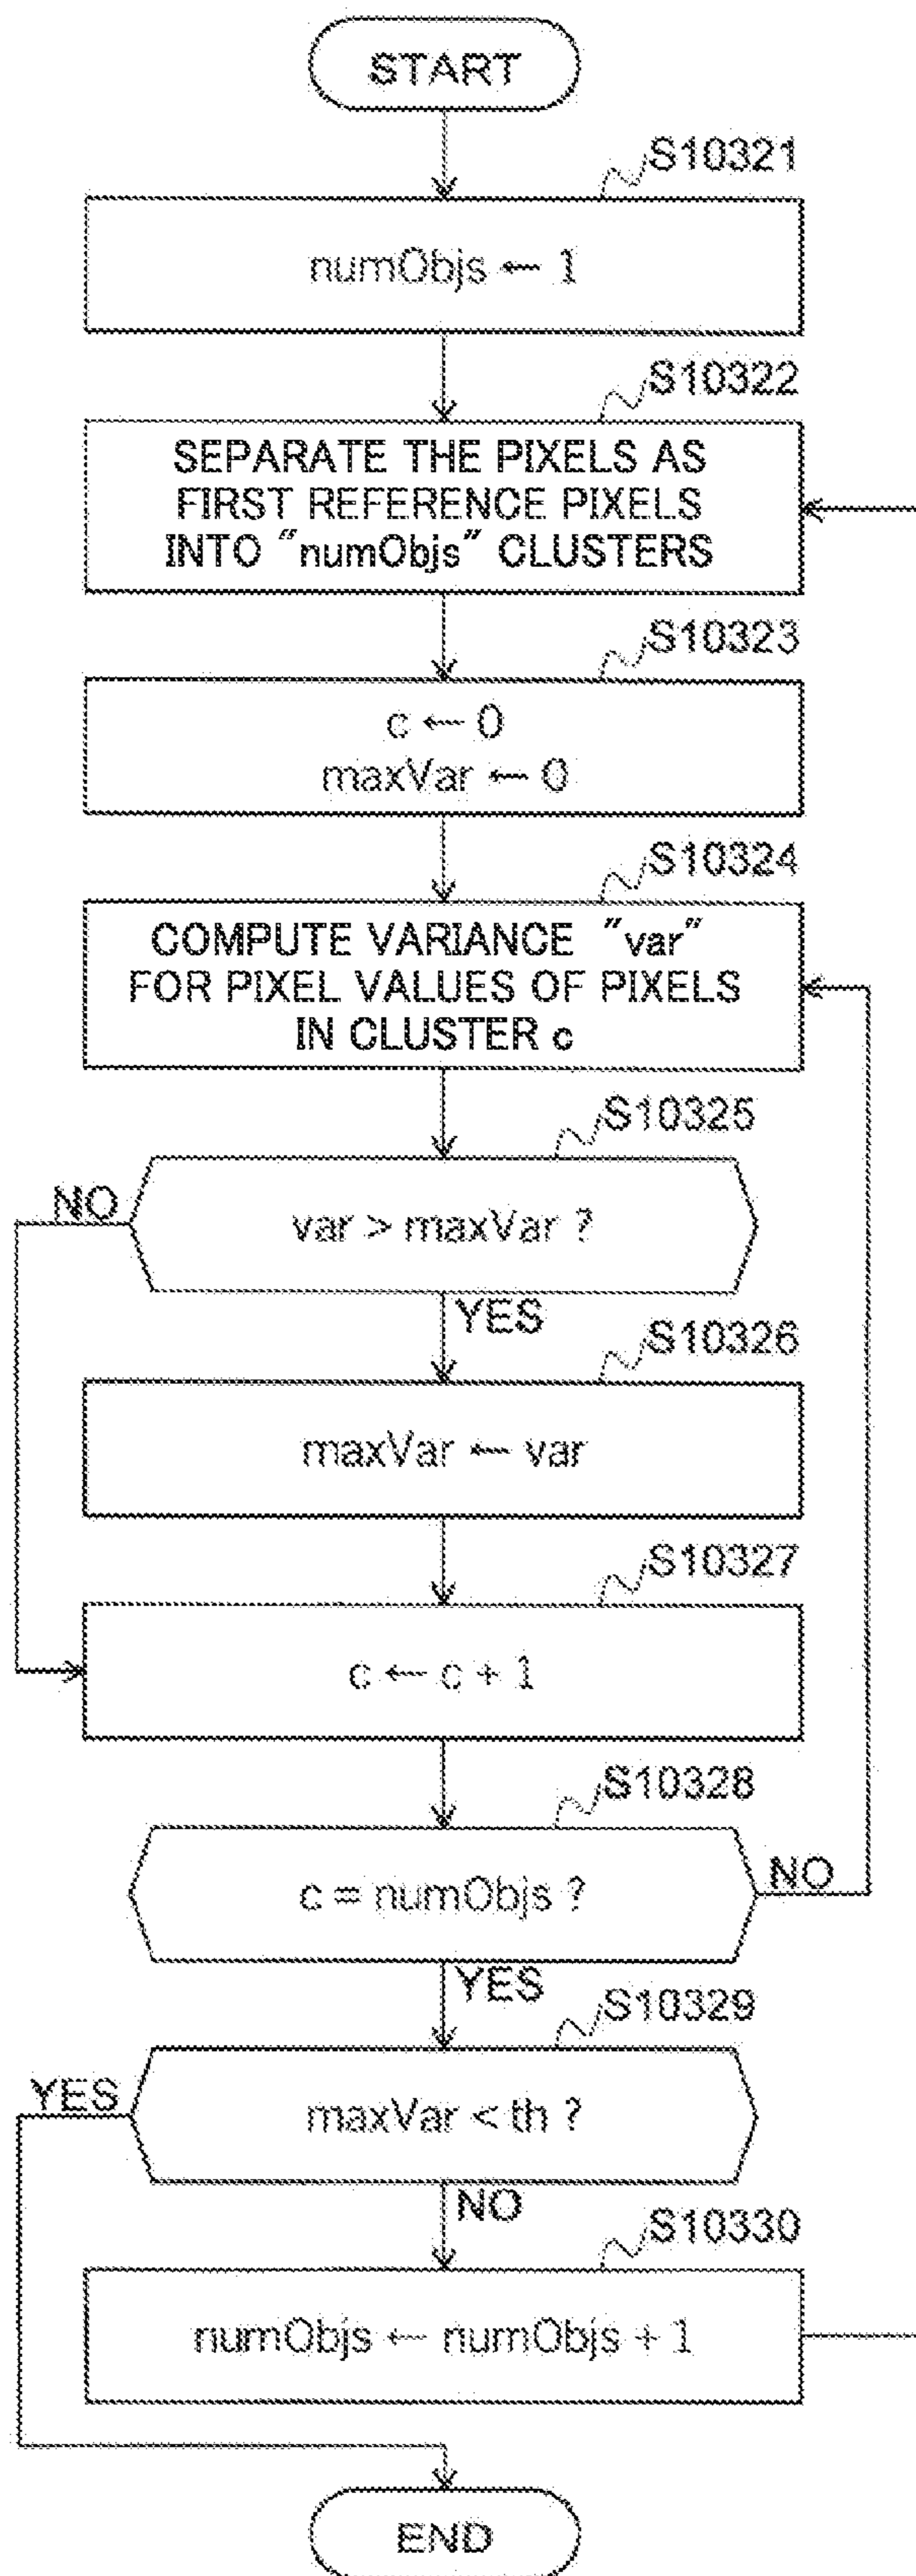 START
S10321
numObjs ← 1
S10322
SEPARATE THE PIXELS AS
FIRST REFERENCE PIXELS
INTO "numObjs" CLUSTERS
S10323
c ← 0
maxVar ← 0
S10324
COMPUTE VARIANCE "var"
FOR PIXEL VALUES OF PIXELS
IN CLUSTER c
S10325
NO
var > maxVar ?
YES
S10326
maxVar ← var
S10327
c ← c + 1
S10328
c = numObjs ?
NO
YES
S10329
YES
maxVar < th ?
NO
S10330
numObjs ← numObjs + 1
END